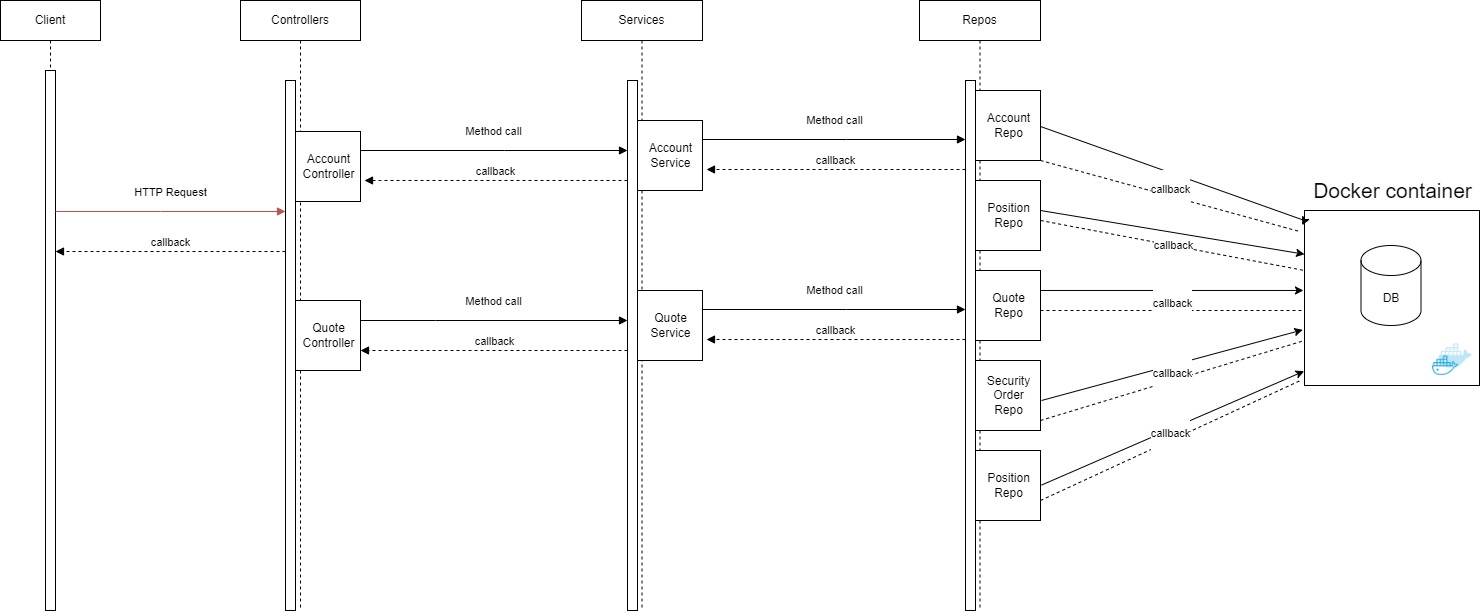 Client
Controllers
Services
Repos
Account
Controller
Method call
callback
Account
Service
Method call
callback
Account
Repo
callback
HTTP Request
callback
Position
Repo
callback
Docker container
DB
Quote
Controller
Method call
callback
Quote
Service
Method call
callback
Quote
Repo
callback
Security
Order
Repo
callback
Position
Repo
callback